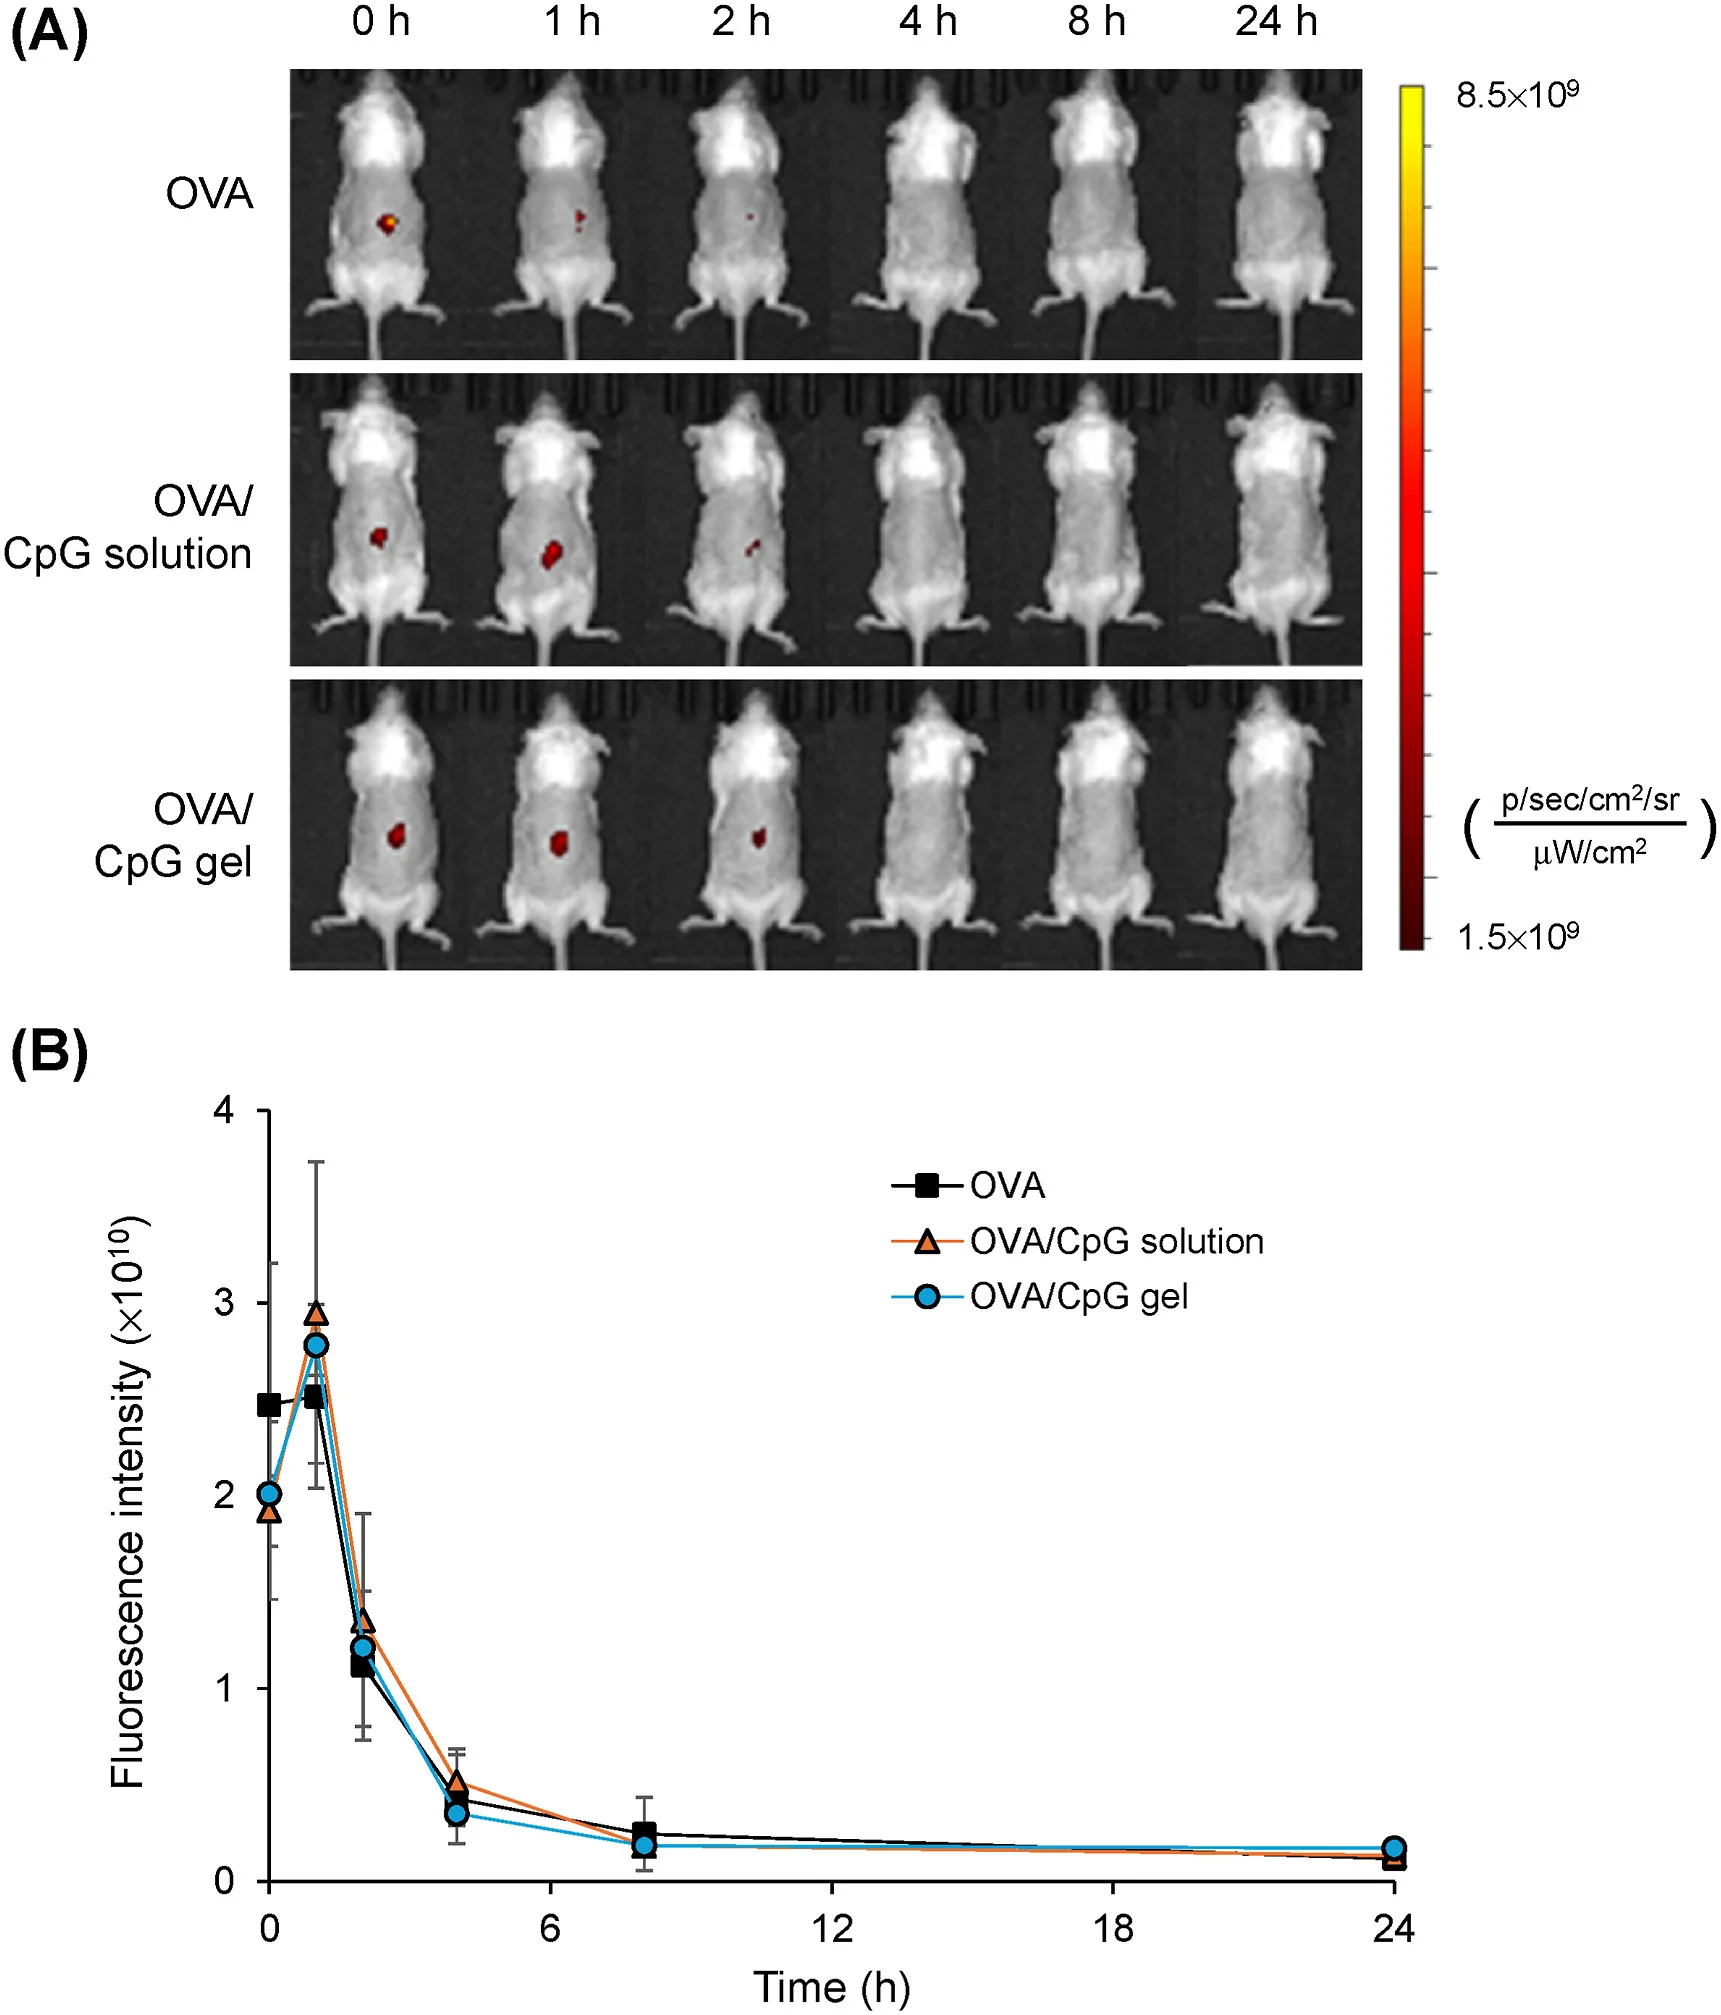 (A)
0 h 1 h 2 h 4 h 8 h 24 h
OVA
OVA/
CpG solution
OVA/
CpG gel
8.5×10⁹
( p/sec/cm²/sr
μW/cm² )
1.5×10⁹
(B)
Fluorescence intensity (×10¹⁰)
4
3
2
1
0
OVA
OVA/CpG solution
OVA/CpG gel
0 6 12 18 24
Time (h)